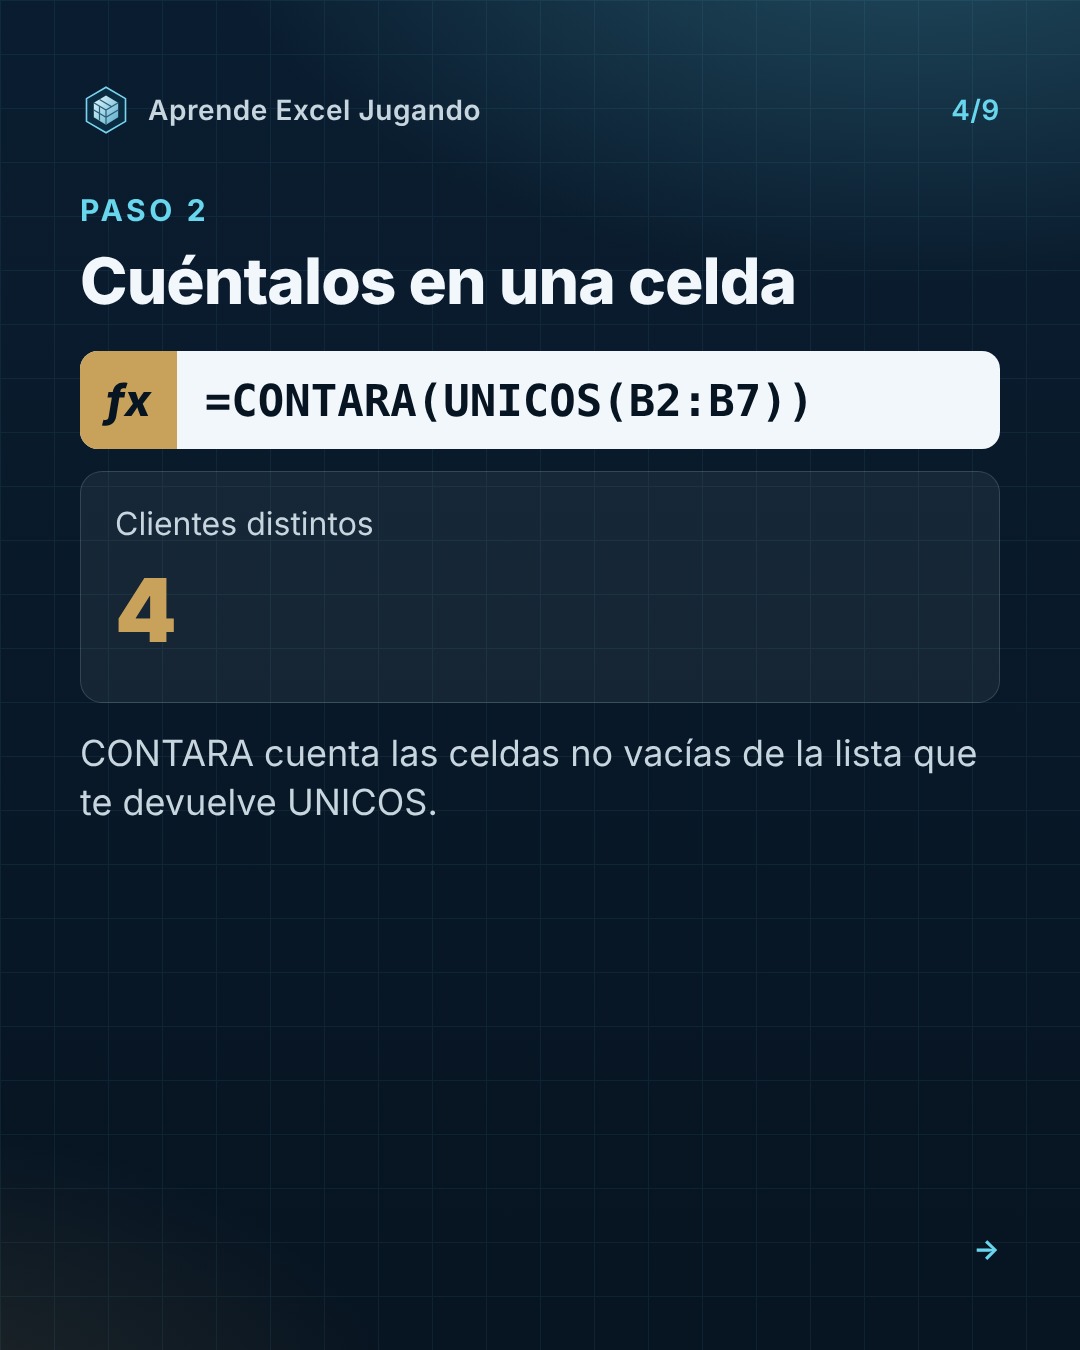 Aprende Excel Jugando
4/9
PASO 2
Cuéntalos en una celda
fx
=CONTARA(UNICOS(B2:B7))
Clientes distintos
4
CONTARA cuenta las celdas no vacías de la lista que
te devuelve UNICOS.
→